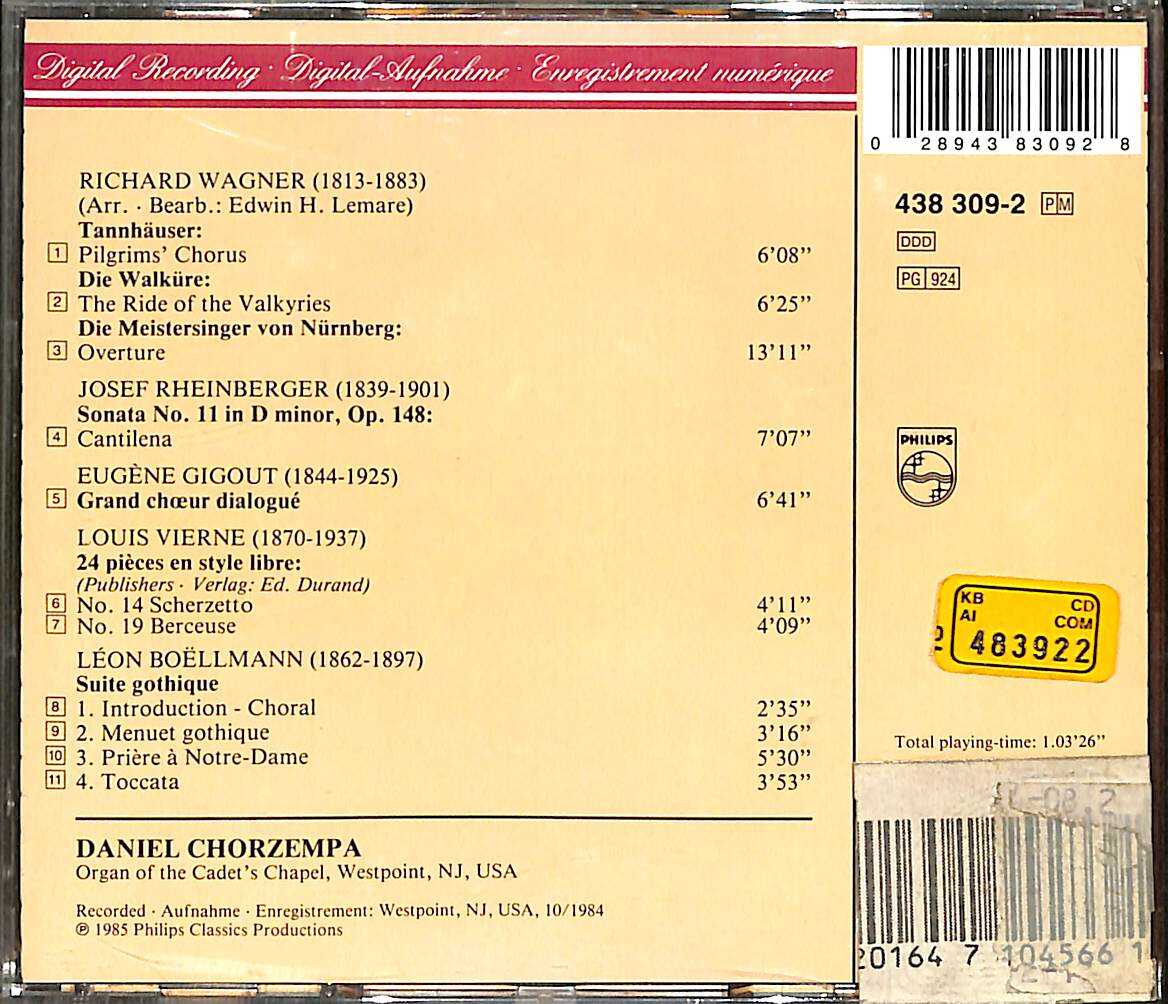 Digital Recording · Digital-Aufnahme · Enregistrement numérique
0 28943 83092 8
RICHARD WAGNER (1813-1883)
(Arr. · Bearb.: Edwin H. Lemare)
Tannhäuser:
1 Pilgrims' Chorus 6'08”
Die Walküre:
2 The Ride of the Valkyries 6'25”
Die Meistersinger von Nürnberg:
3 Overture 13'11”
JOSEF RHEINBERGER (1839-1901)
Sonata No. 11 in D minor, Op. 148:
4 Cantilena 7'07”
EUGÈNE GIGOUT (1844-1925)
5 Grand chœur dialogué 6'41”
LOUIS VIERNE (1870-1937)
24 pièces en style libre:
(Publishers · Verlag: Ed. Durand)
6 No. 14 Scherzetto 4'11”
7 No. 19 Berceuse 4'09”
LÉON BOËLLMANN (1862-1897)
Suite gothique
8 1. Introduction - Choral 2'35”
9 2. Menuet gothique 3'16”
10 3. Prière à Notre-Dame 5'30”
11 4. Toccata 3'53”
DANIEL CHORZEMPA
Organ of the Cadet's Chapel, Westpoint, NJ, USA
Recorded · Aufnahme · Enregistrement: Westpoint, NJ, USA, 10/1984
℗ 1985 Philips Classics Productions
438 309-2 PM
DDD
PG 924
PHILIPS
KB CD
AI COM
483922
Total playing-time: 1.03'26”
20164 7 104566 1